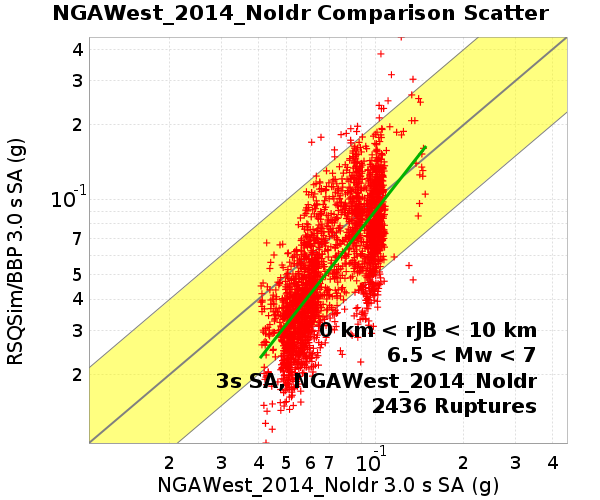 NGAWest_2014_NoIdr Comparison Scatter
RSQSim/BBP 3.0 s SA (g)
4
3
2
10-1
7
5
4
3
2
0 km < rJB < 10 km
6.5 < Mw < 7
3s SA, NGAWest_2014_NoIdr
2436 Ruptures
2 3 4 5 6 7 10-1 2 3 4
NGAWest_2014_NoIdr 3.0 s SA (g)